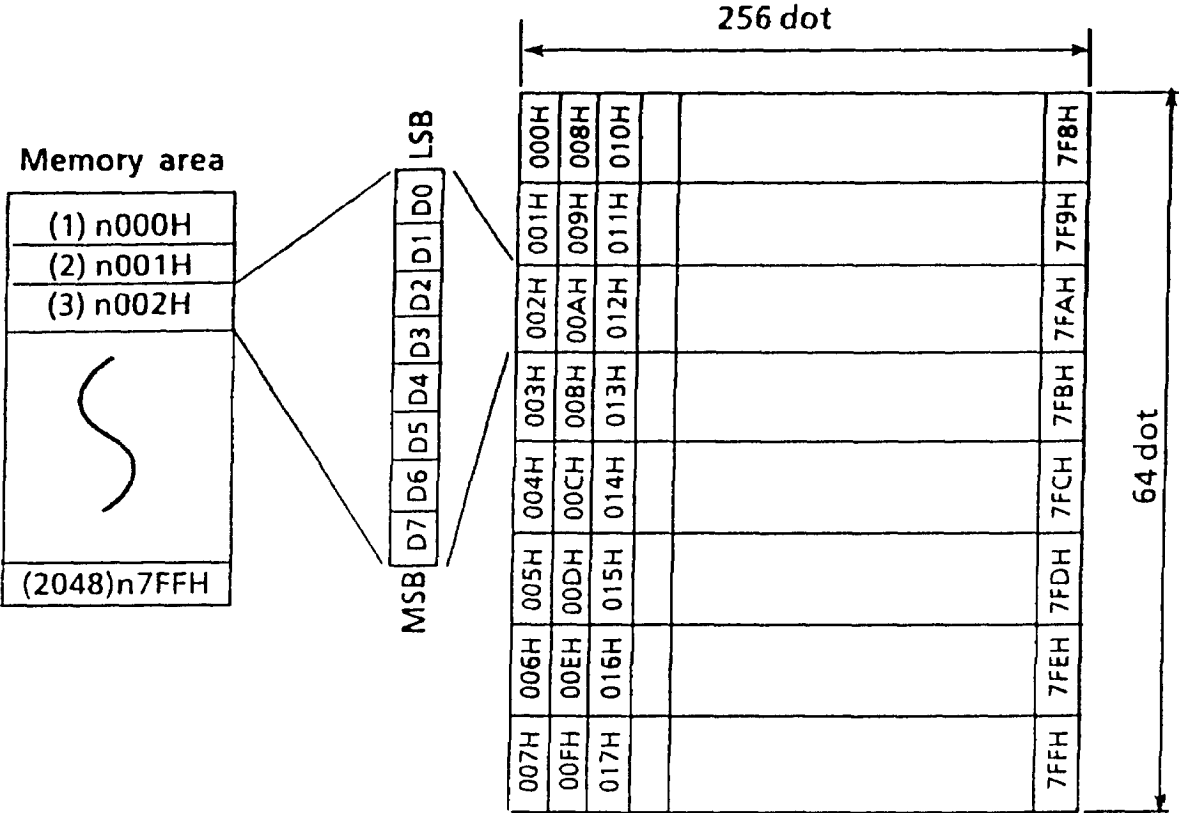 256 dot
Memory area
(1) n000H
(2) n001H
(3) n002H
(2048)n7FFH
LSB
D0
D1
D2
D3
D4
D5
D6
D7
MSB
000H 008H 010H 7F8H
001H 009H 011H 7F9H
002H 00AH 012H 7FAH
003H 00BH 013H 7FBH
004H 00CH 014H 7FCH
005H 00DH 015H 7FDH
006H 00EH 016H 7FEH
007H 00FH 017H 7FFH
64 dot